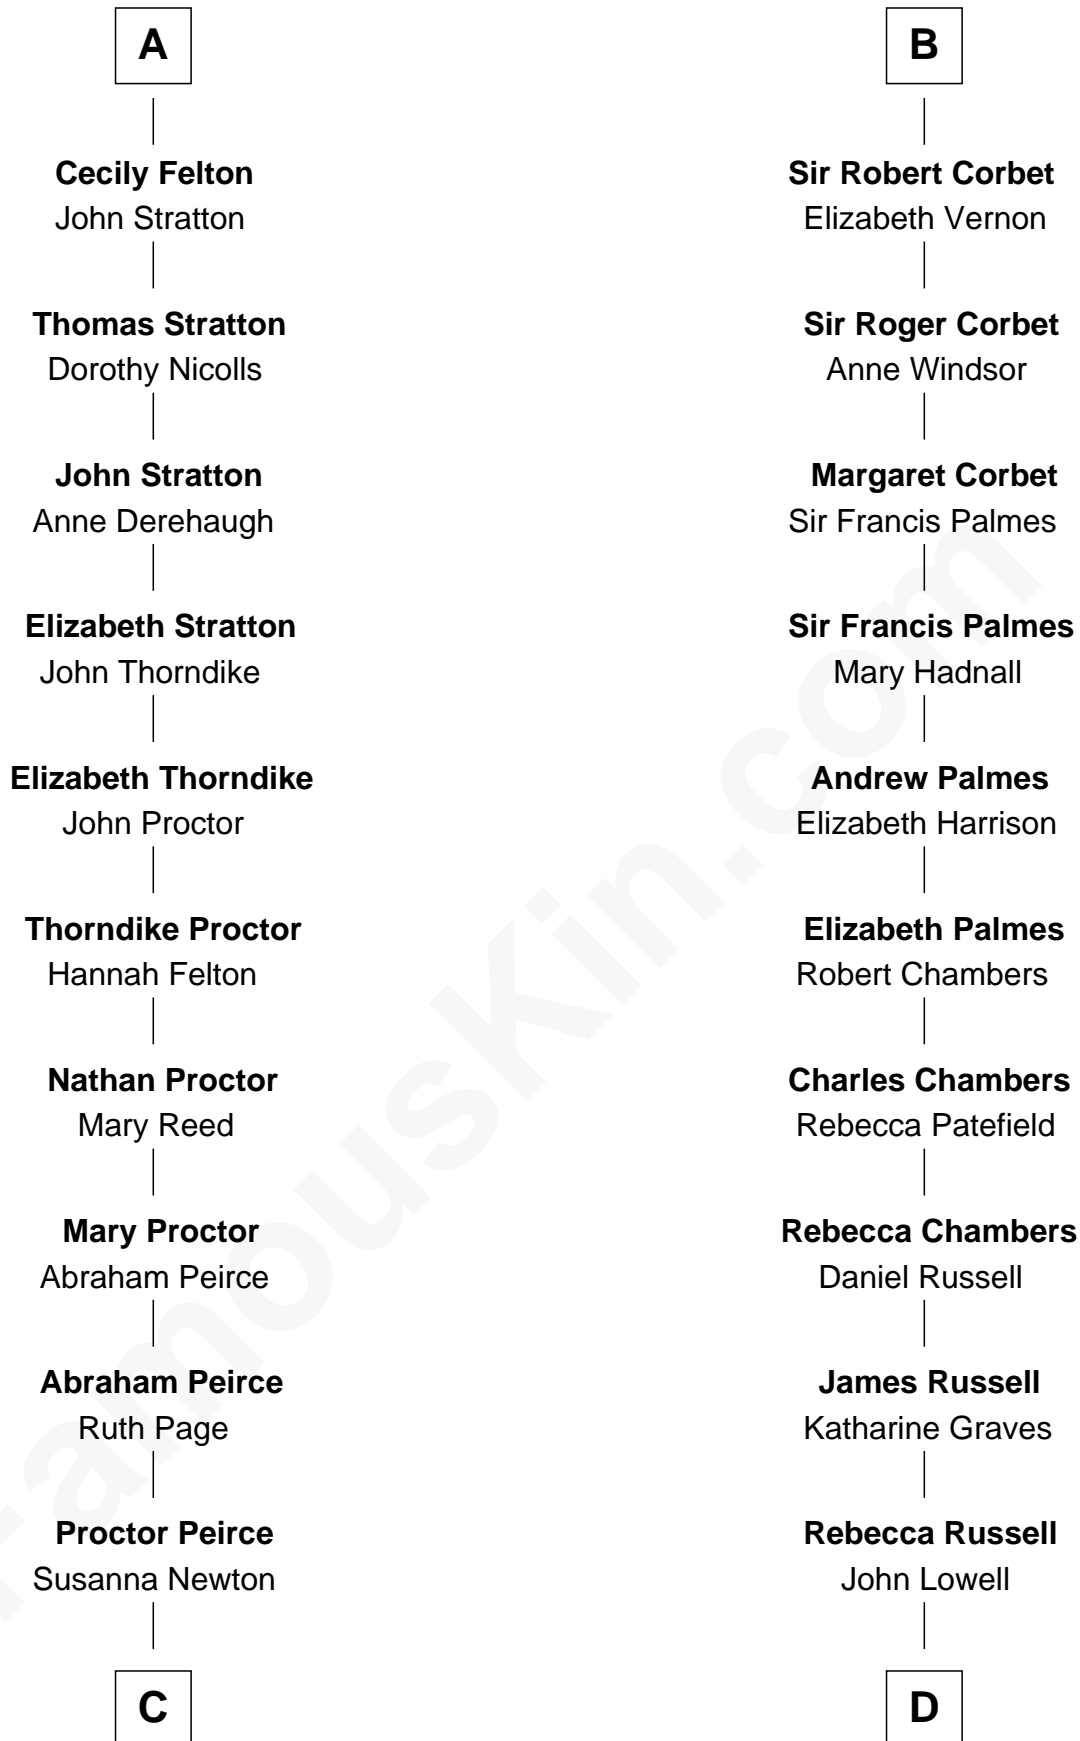 A
Cecily Felton
John Stratton
Thomas Stratton
Dorothy Nicolls
John Stratton
Anne Derehaugh
Elizabeth Stratton
John Thorndike
Elizabeth Thorndike
John Proctor
Thorndike Proctor
Hannah Felton
Nathan Proctor
Mary Reed
Mary Proctor
Abraham Peirce
Abraham Peirce
Ruth Page
Proctor Peirce
Susanna Newton
C
B
Sir Robert Corbet
Elizabeth Vernon
Sir Roger Corbet
Anne Windsor
Margaret Corbet
Sir Francis Palmes
Sir Francis Palmes
Mary Hadnall
Andrew Palmes
Elizabeth Harrison
Elizabeth Palmes
Robert Chambers
Charles Chambers
Rebecca Patefield
Rebecca Chambers
Daniel Russell
James Russell
Katharine Graves
Rebecca Russell
John Lowell
D
FamousKin.com